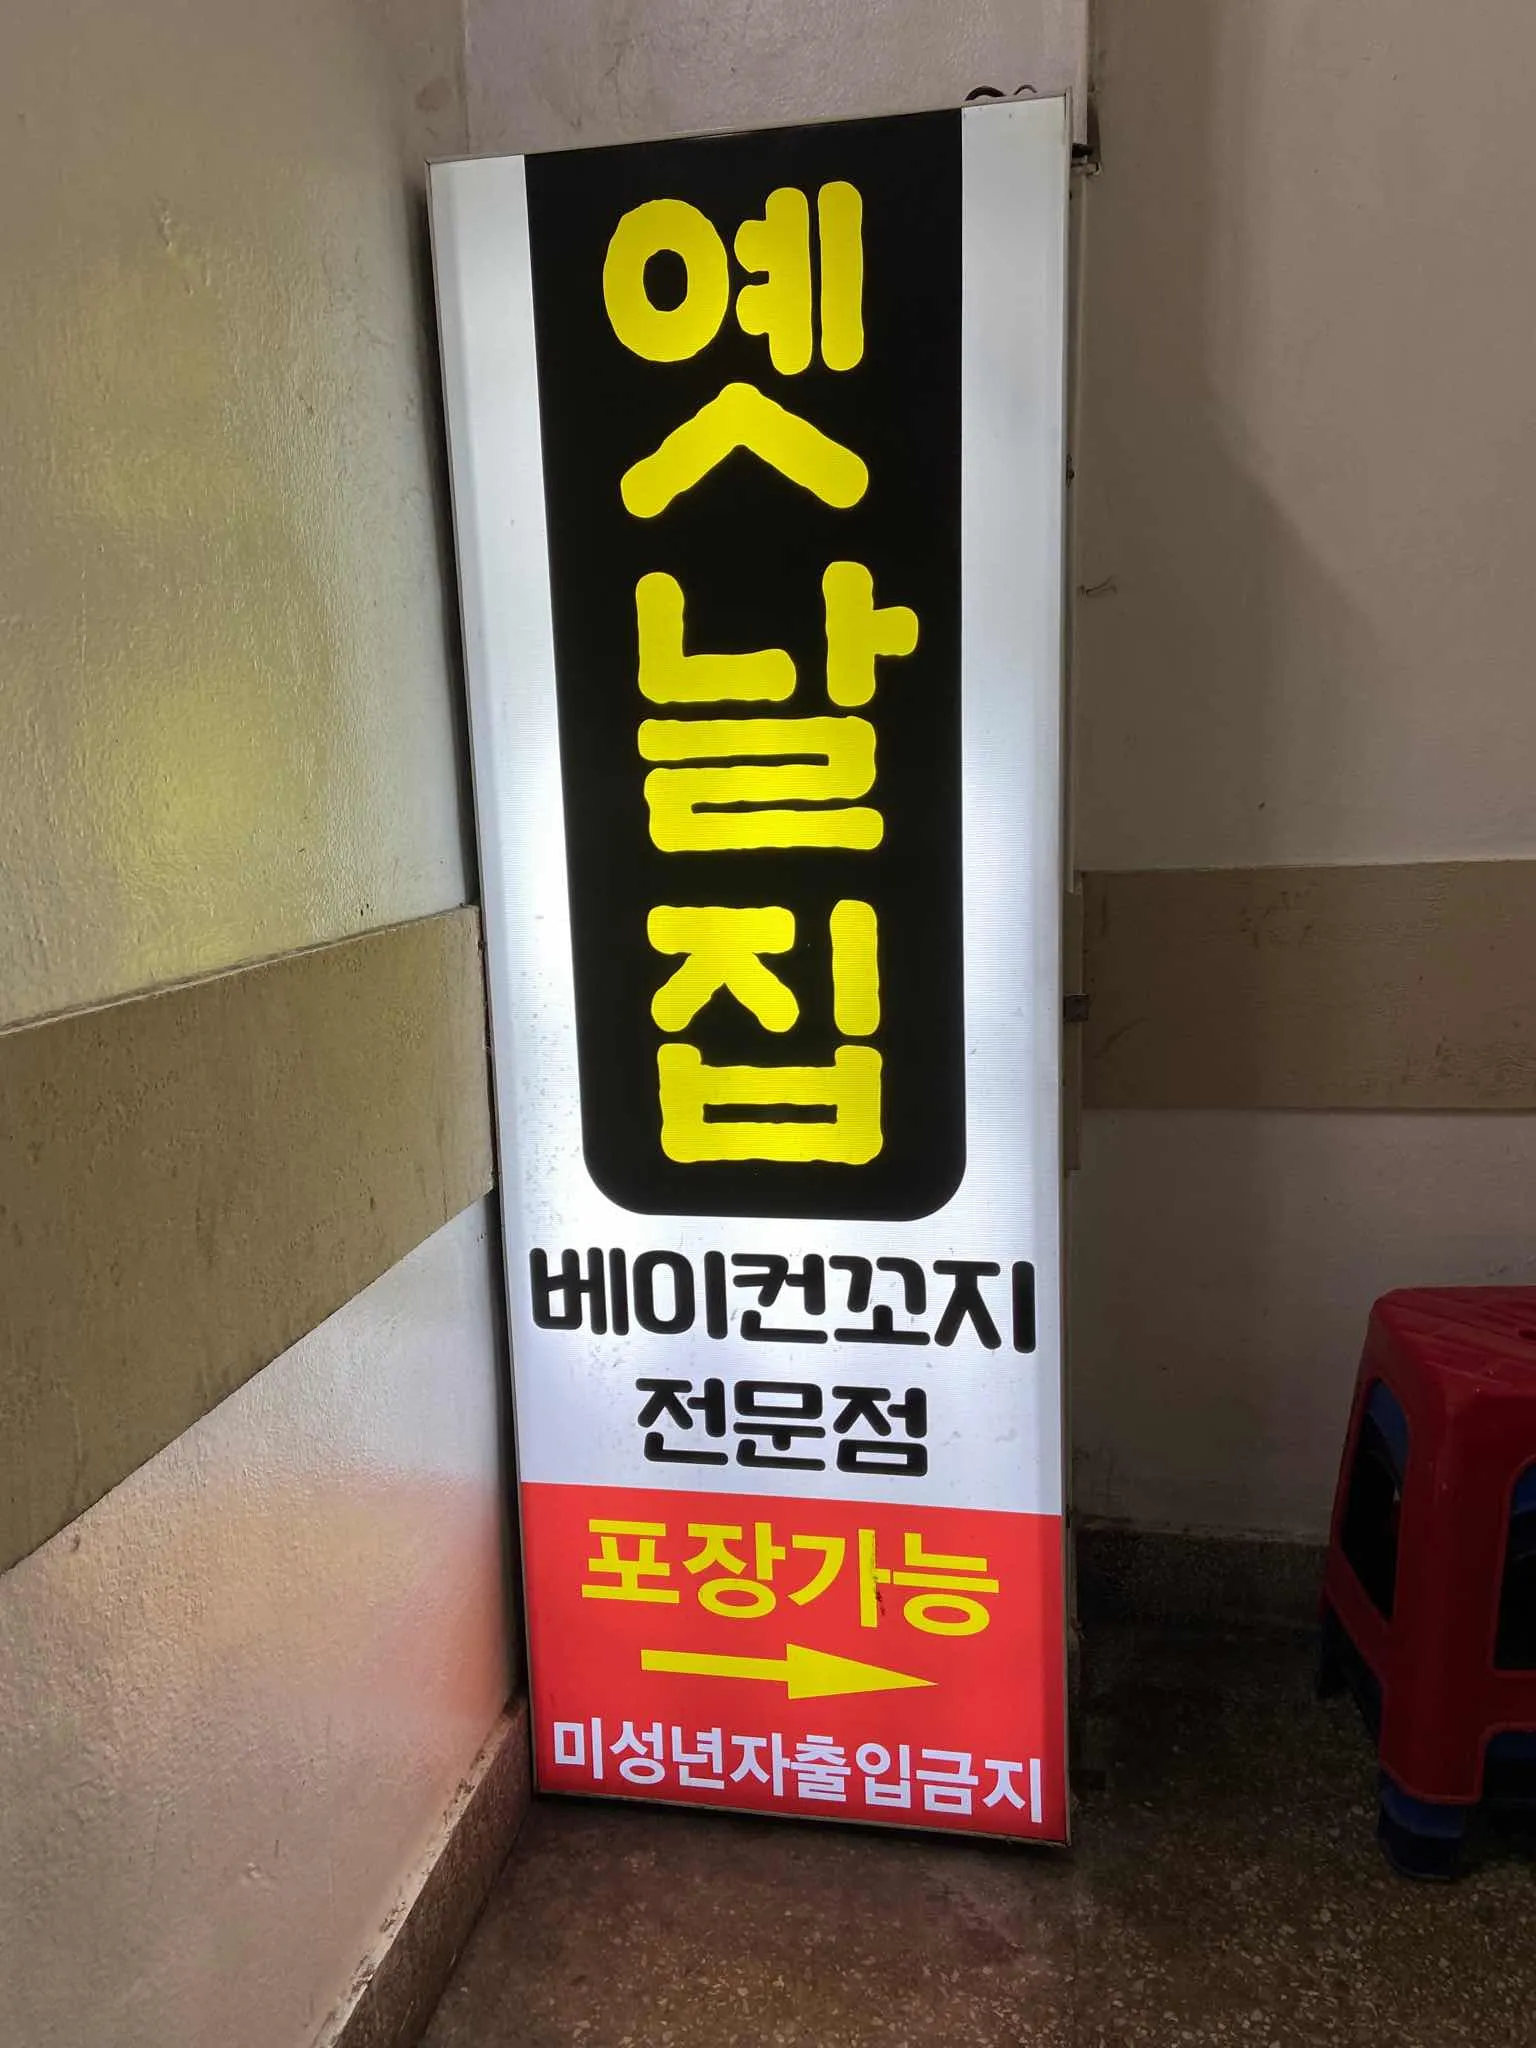 옛날집
베이컨꼬지
전문점
포장가능
미성년자출입금지